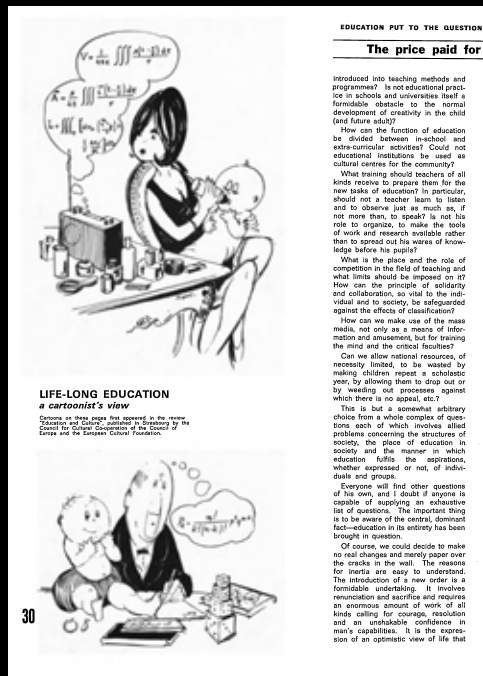 EDUCATION PUT TO THE QUESTION
The price paid for
introduced into teaching methods and
programmes? Is not educational pract-
ice in schools and universities itself a
formidable obstacle to the normal
development of creativity in the child
(and future adult)?
How can the function of education
be divided between in-school and
extra-curricular activities? Could not
educational institutions be used as
cultural centres for the community?
What training should teachers of all
kinds receive to prepare them for the
new tasks of education? In particular,
should not a teacher learn to listen
and to observe just as much as, if
not more than, to speak? Is not his
role to organize, to make the tools
of work and research available rather
than to spread out his wares of know-
ledge before his pupils?
What is the place and the role of
competition in the field of teaching and
what limits should be imposed on it?
How can the principle of solidarity
and collaboration, so vital to the indi-
vidual and to society, be safeguarded
against the effects of classification?
How can we make use of the mass
media, not only as a means of infor-
mation and amusement, but for training
the mind and the critical faculties?
Can we allow national resources, of
necessity limited, to be wasted by
making children repeat a scholastic
year, by allowing them to drop out or
by weeding out processes against
which there is no appeal, etc.?
This is but a somewhat arbitrary
choice from a whole complex of ques-
tions each of which involves allied
problems concerning the structures of
society, the place of education in
society and the manner in which
education fulfils the aspirations,
whether expressed or not, of indivi-
duals and groups.
Everyone will find other questions
of his own, and I doubt if anyone is
capable of supplying an exhaustive
list of questions. The important thing
is to be aware of the central, dominant
fact—education in its entirety has been
brought in question.
Of course, we could decide to make
no real changes and merely paper over
the cracks in the wall. The reasons
for inertia are easy to understand.
The introduction of a new order is a
formidable undertaking. It involves
renunciation and sacrifice and requires
an enormous amount of work of all
kinds calling for courage, resolution
and an unshakable confidence in
man's capabilities. It is the expres-
sion of an optimistic view of life that
LIFE-LONG EDUCATION
a cartoonist's view
Cartoons on these pages first appeared in the review
"Education and Culture", published in Strasbourg by the
Council for Cultural Co-operation of the Council of
Europe and the European Cultural Foundation.
30